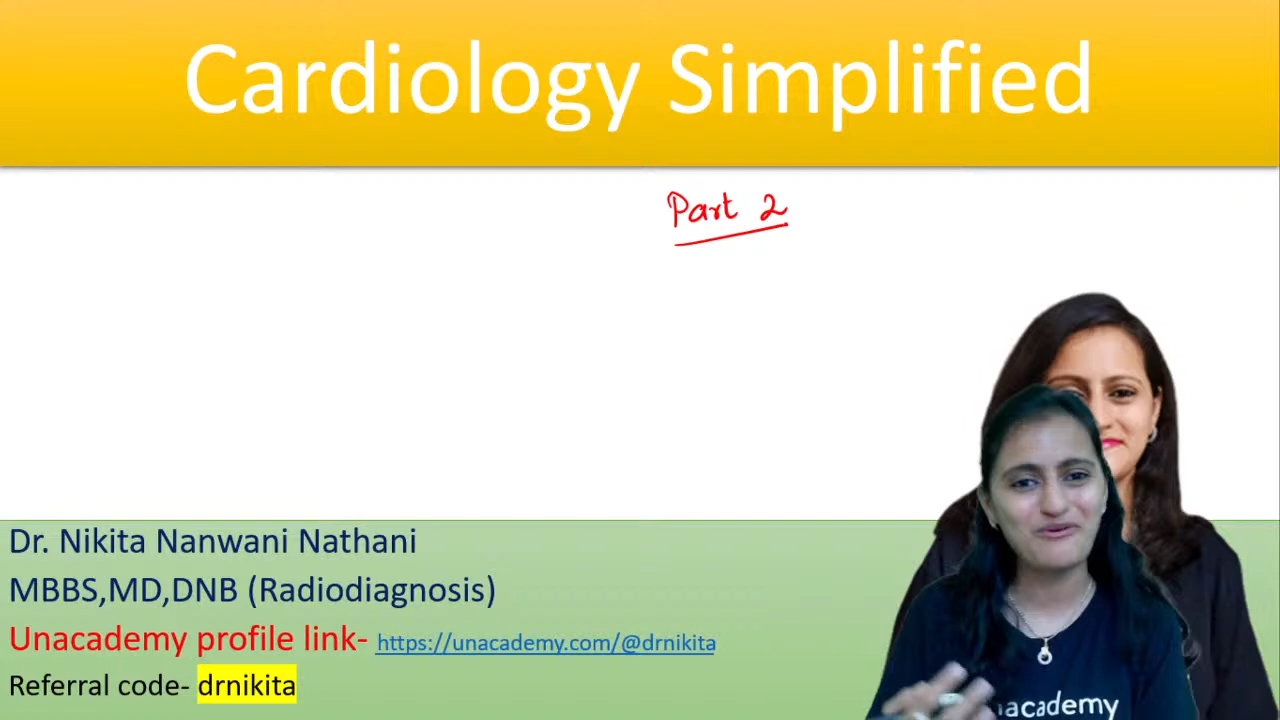 Cardiology Simplified
Part 2
Dr. Nikita Nanwani Nathani
MBBS,MD,DNB (Radiodiagnosis)
Unacademy profile link- https://unacademy.com/@drnikita
Referral code- drnikita
nacademy